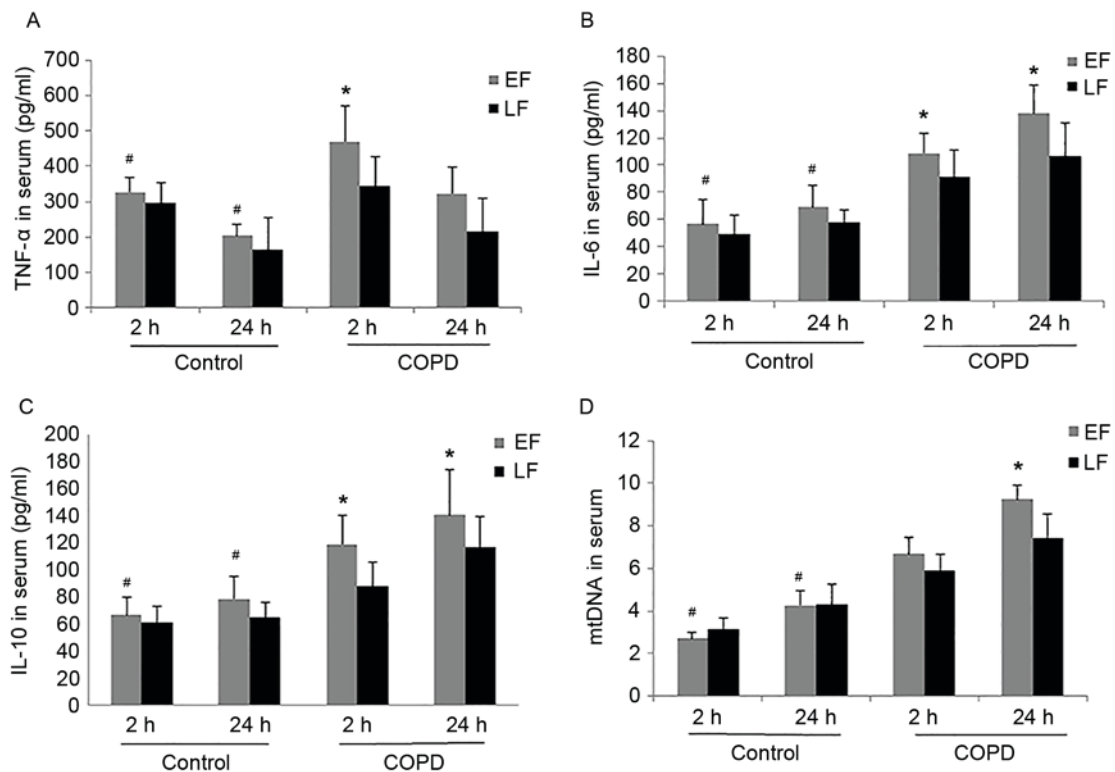 A
TNF-α in serum (pg/ml)
700
600
500
400
300
200
100
0
#
#
*
EF
LF
2 h 24 h 2 h 24 h
Control COPD
B
IL-6 in serum (pg/ml)
180
160
140
120
100
80
60
40
20
0
#
#
*
*
EF
LF
2 h 24 h 2 h 24 h
Control COPD
C
IL-10 in serum (pg/ml)
200
180
160
140
120
100
80
60
40
20
0
#
#
*
*
EF
LF
2 h 24 h 2 h 24 h
Control COPD
D
mtDNA in serum
12
10
8
6
4
2
0
#
#
*
EF
LF
2 h 24 h 2 h 24 h
Control COPD